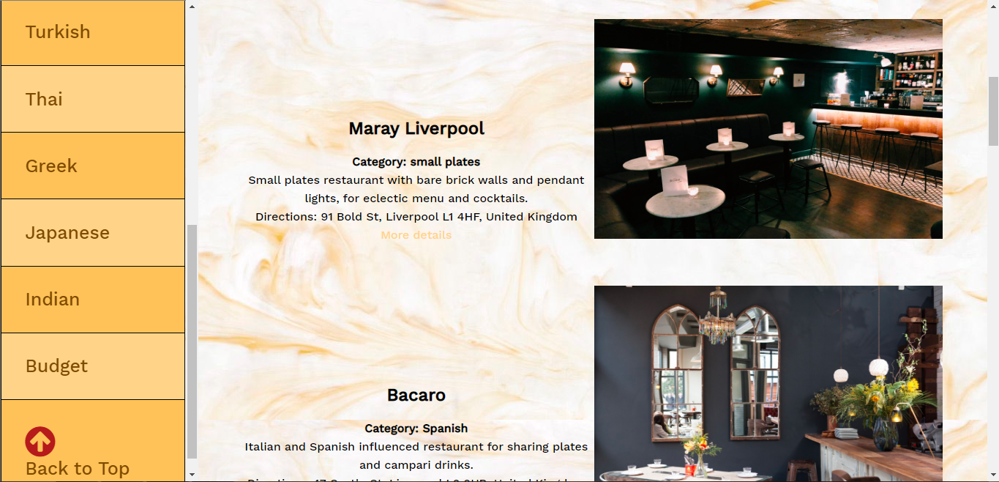 Turkish
Thai
Greek
Japanese
Indian
Budget
Back to Top
Maray Liverpool
Category: small plates
Small plates restaurant with bare brick walls and pendant
lights, for eclectic menu and cocktails.
Directions: 91 Bold St, Liverpool L1 4HF, United Kingdom
More details
Bacaro
Category: Spanish
Italian and Spanish influenced restaurant for sharing plates
and campari drinks.